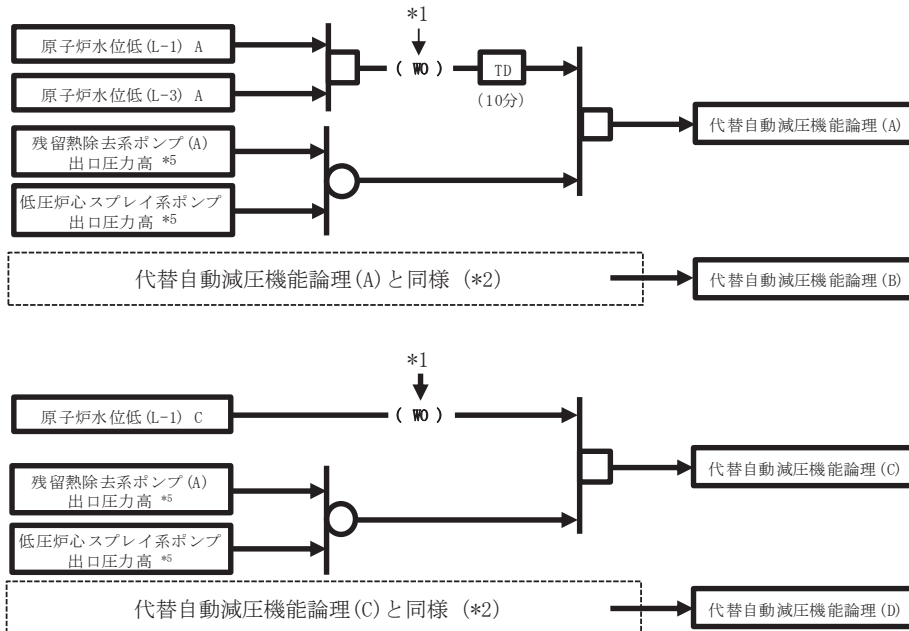 *1
原子炉水位低(L-1) A
( WO )
TD
原子炉水位低(L-3) A
(10分)
代替自動減圧機能論理(A)
残留熱除去系ポンプ(A)
出口圧力高 *5
低圧炉心スプレイ系ポンプ
出口圧力高 *5
代替自動減圧機能論理(A)と同様 (*2)
代替自動減圧機能論理(B)
*1
原子炉水位低(L-1) C
( WO )
代替自動減圧機能論理(C)
残留熱除去系ポンプ(A)
出口圧力高 *5
低圧炉心スプレイ系ポンプ
出口圧力高 *5
代替自動減圧機能論理(C)と同様 (*2)
代替自動減圧機能論理(D)